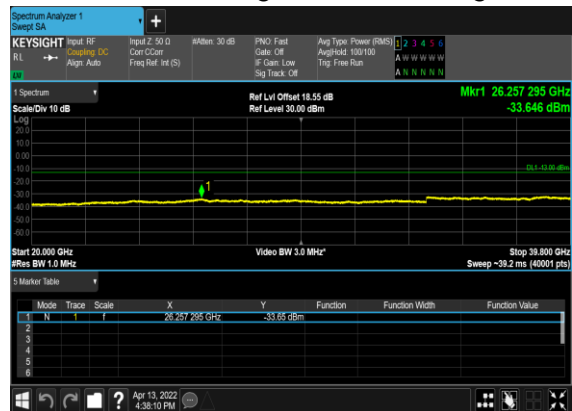 Spectrum Analyzer 1
Swept SA
+
KEYSIGHT Input: RF Input Z: 50 Ω #Atten: 30 dB PNO: Fast Avg Type: Power (RMS) 1 2 3 4 5 6
RL Coupling: DC Corr CCorr Gate: Off Avg|Hold: 100/100 A W W W W W
Align: Auto Freq Ref: Int (S) IF Gain: Low Trig: Free Run
Sig Track: Off A N N N N N
1 Spectrum
Ref Lvl Offset 18.55 dB Mkr1 26.257 295 GHz
Scale/Div 10 dB Ref Level 30.00 dBm -33.646 dBm
Log
20.0
10.0
0.00
-10.0 DL1 -13.00 dBm
-20.0
-30.0 1
-40.0
-50.0
-60.0
Start 20.000 GHz Video BW 3.0 MHz* Stop 39.800 GHz
#Res BW 1.0 MHz Sweep ~39.2 ms (40001 pts)
5 Marker Table
Mode Trace Scale X Y Function Function Width Function Value
1 N 1 f 26.257 295 GHz -33.65 dBm
2
3
4
5
6
? Apr 13, 2022
4:38:10 PM